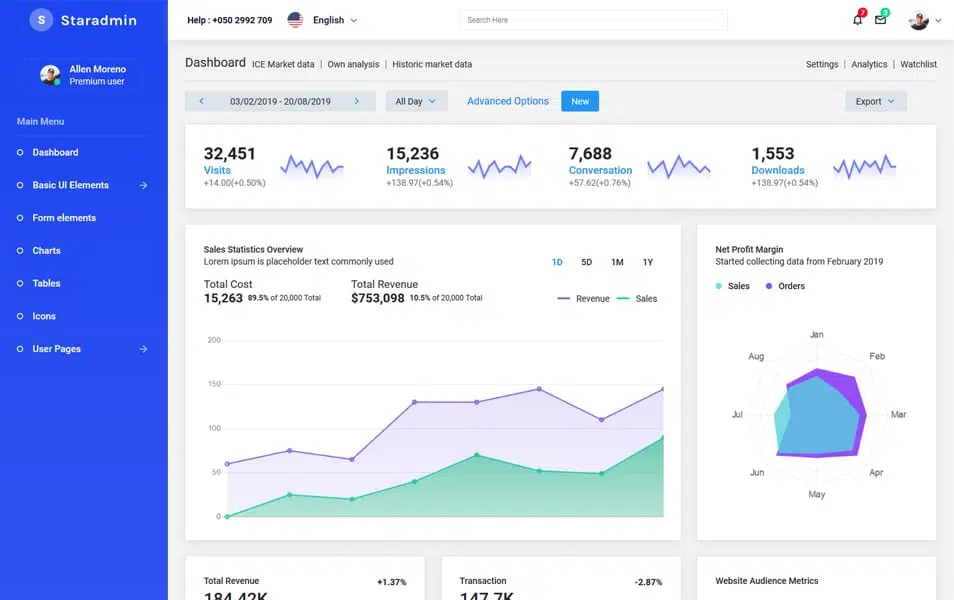 S Staradmin
Help : +050 2992 709
English
Search Here
7
3
Allen Moreno
Premium user
Main Menu
Dashboard
Basic UI Elements
Form elements
Charts
Tables
Icons
User Pages
Dashboard ICE Market data | Own analysis | Historic market data
Settings | Analytics | Watchlist
03/02/2019 - 20/08/2019
All Day
Advanced Options
New
Export
32,451
Visits
+14.00(+0.50%)
15,236
Impressions
+138.97(+0.54%)
7,688
Conversation
+57.62(+0.76%)
1,553
Downloads
+138.97(+0.54%)
Sales Statistics Overview
Lorem ipsum is placeholder text commonly used
1D 5D 1M 1Y
Total Cost
15,263 89.5% of 20,000 Total
Total Revenue
$753,098 10.5% of 20,000 Total
Revenue Sales
200
150
100
50
0
Net Profit Margin
Started collecting data from February 2019
Sales Orders
Jan
Feb
Mar
Apr
May
Jun
Jul
Aug
Total Revenue +1.37%
184.42K
Transaction -2.87%
147.7K
Website Audience Metrics